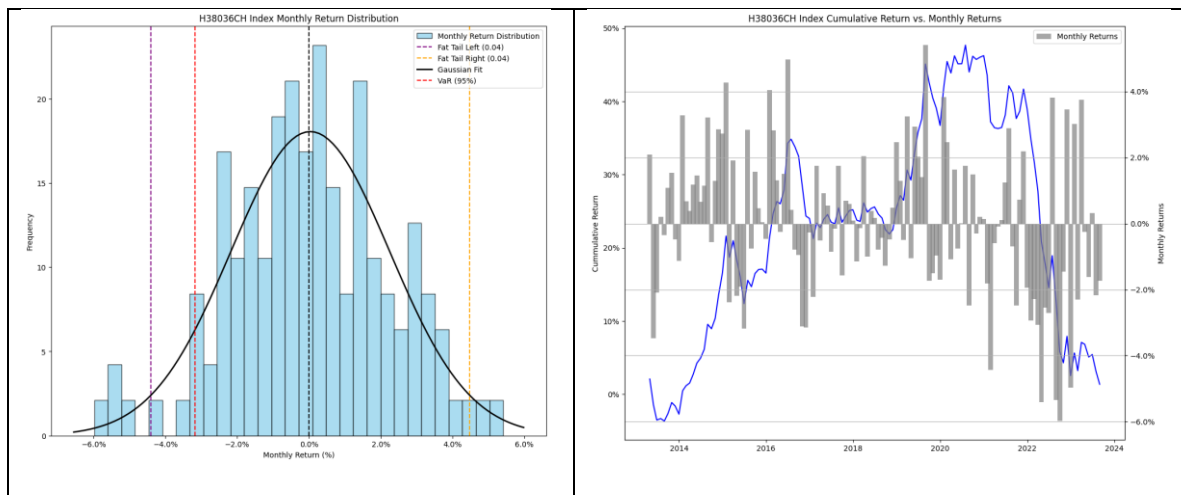 H38036CH Index Monthly Return Distribution
Monthly Return Distribution
Fat Tail Left (0.04)
Fat Tail Right (0.04)
Gaussian Fit
VaR (95%)
20
15
10
5
0
Frequency
−6.0%
−4.0%
−2.0%
0.0%
2.0%
4.0%
6.0%
Monthly Return (%)
H38036CH Index Cumulative Return vs. Monthly Returns
Monthly Returns
50%
40%
30%
20%
10%
0%
Cummulative Return
4.0%
2.0%
0.0%
−2.0%
−4.0%
−6.0%
Monthly Returns
2014
2016
2018
2020
2022
2024